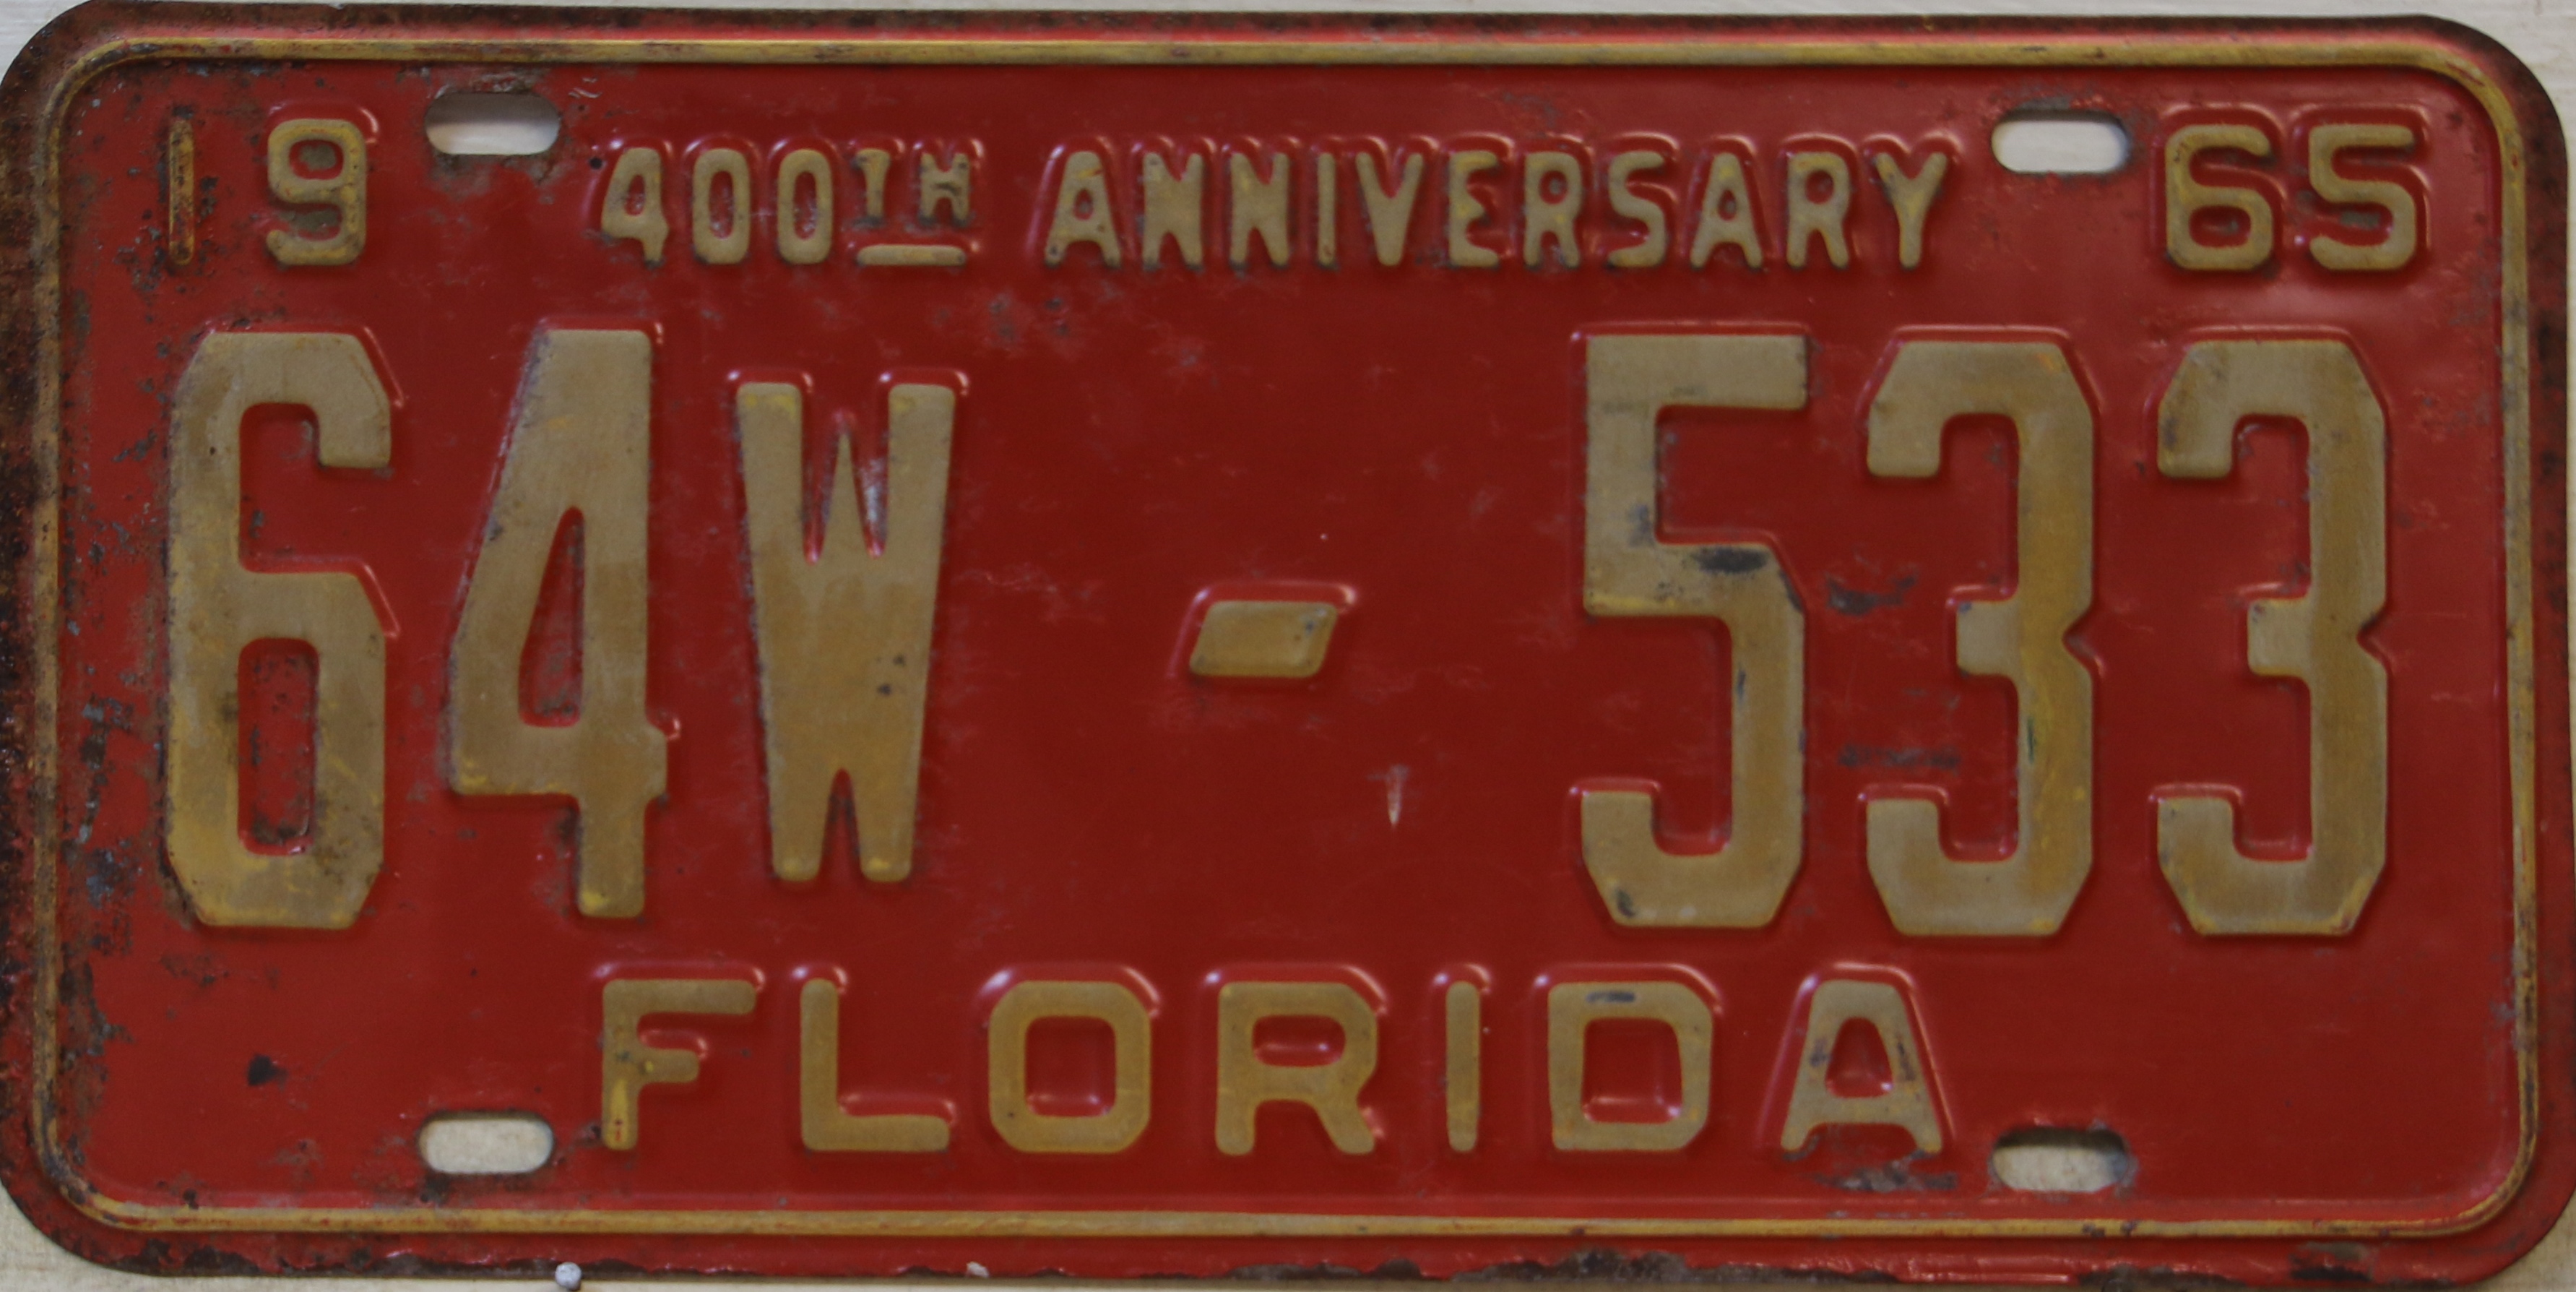 19 400TH ANNIVERSARY 65
64W - 533
FLORIDA